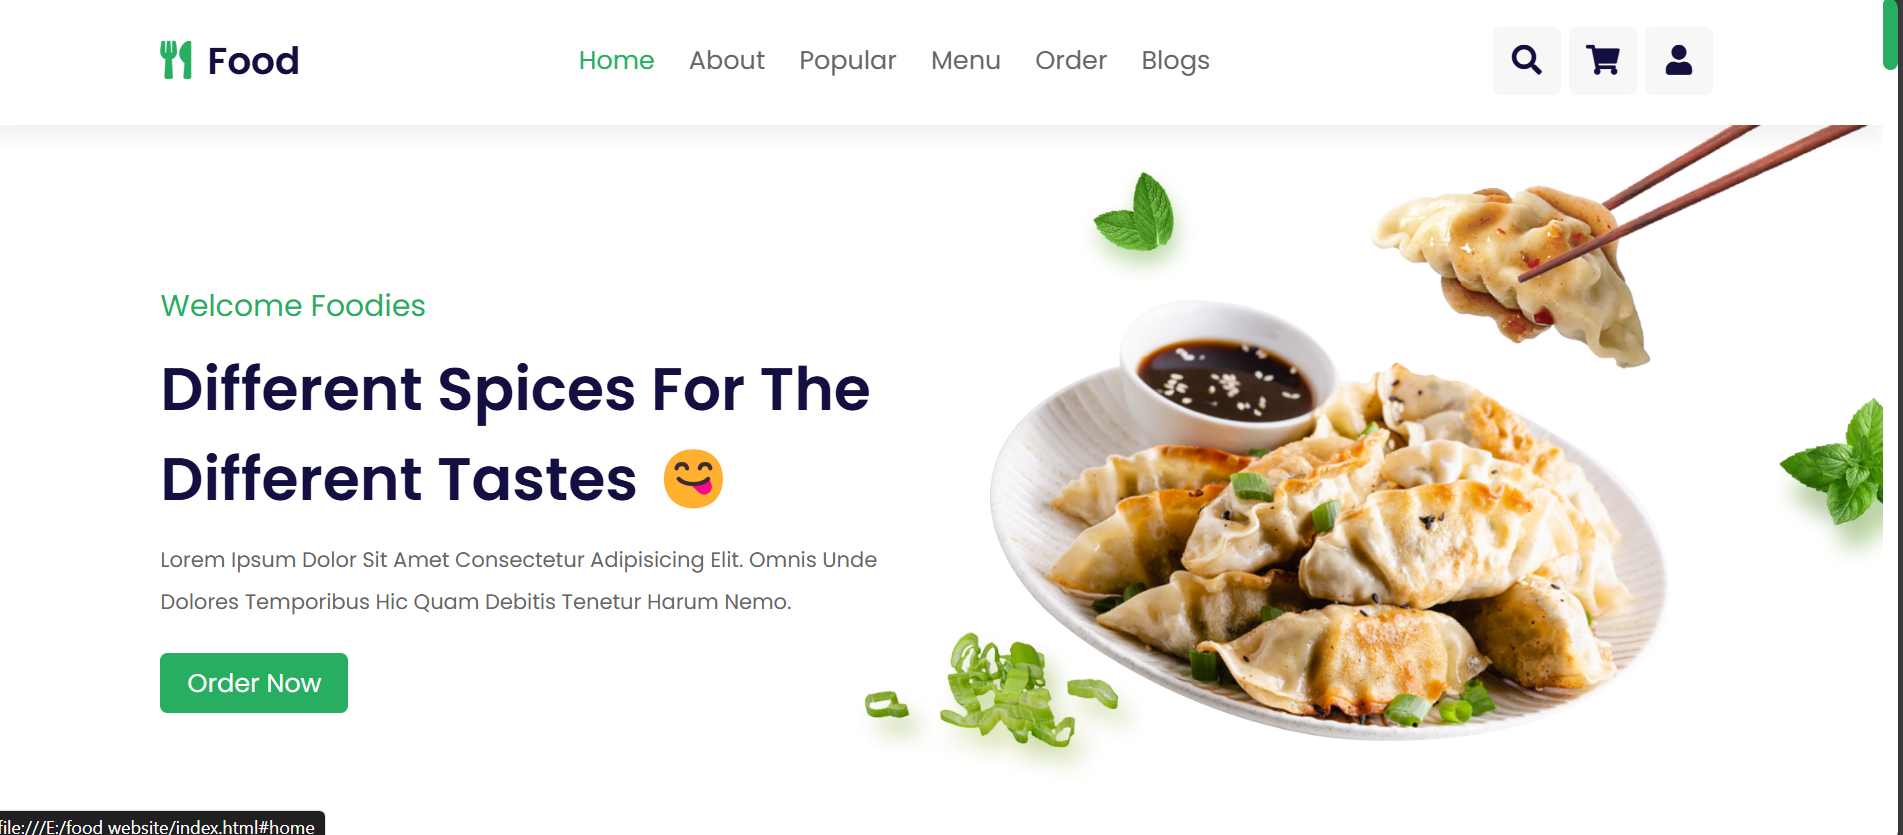 Food
Home About Popular Menu Order Blogs
Welcome Foodies
Different Spices For The
Different Tastes 😋
Lorem Ipsum Dolor Sit Amet Consectetur Adipisicing Elit. Omnis Unde
Dolores Temporibus Hic Quam Debitis Tenetur Harum Nemo.
Order Now
file:///E:/food website/index.html#home